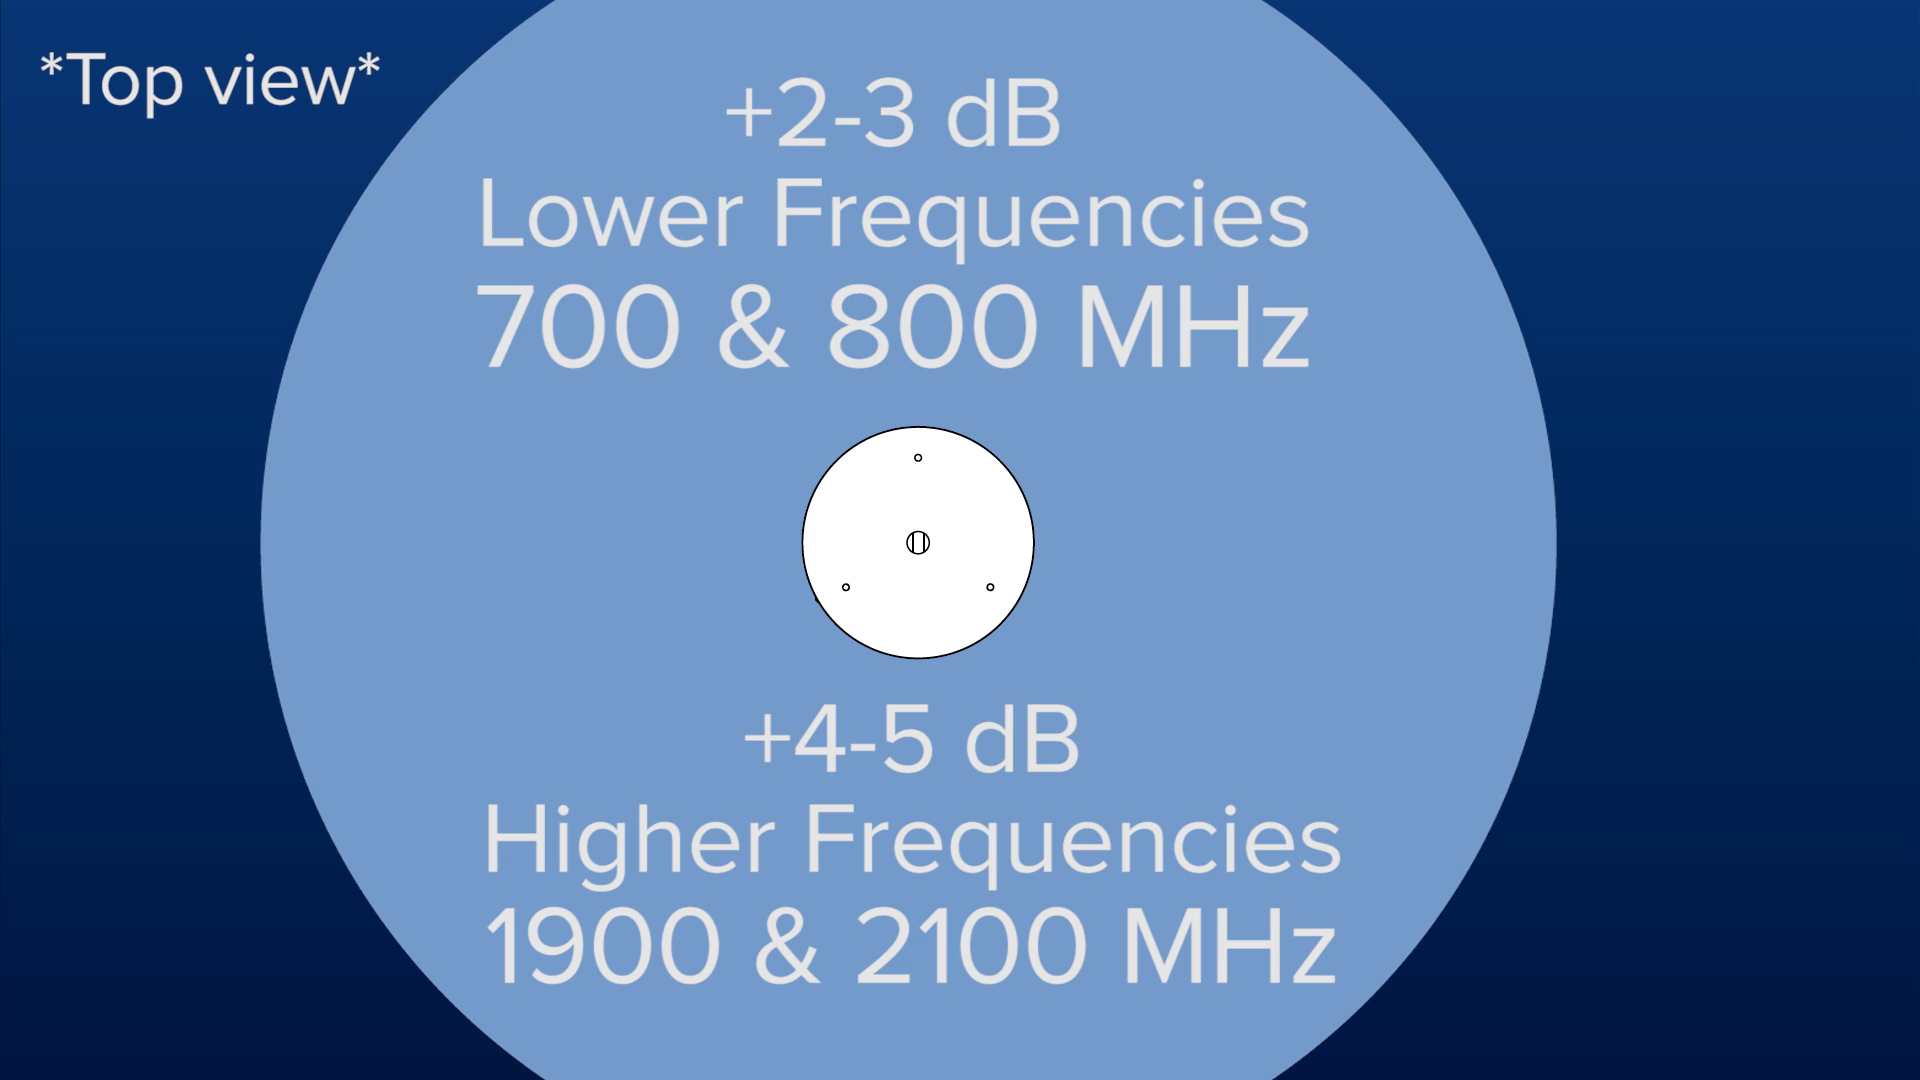 *Top view*
+2-3 dB
Lower Frequencies
700 & 800 MHz
+4-5 dB
Higher Frequencies
1900 & 2100 MHz